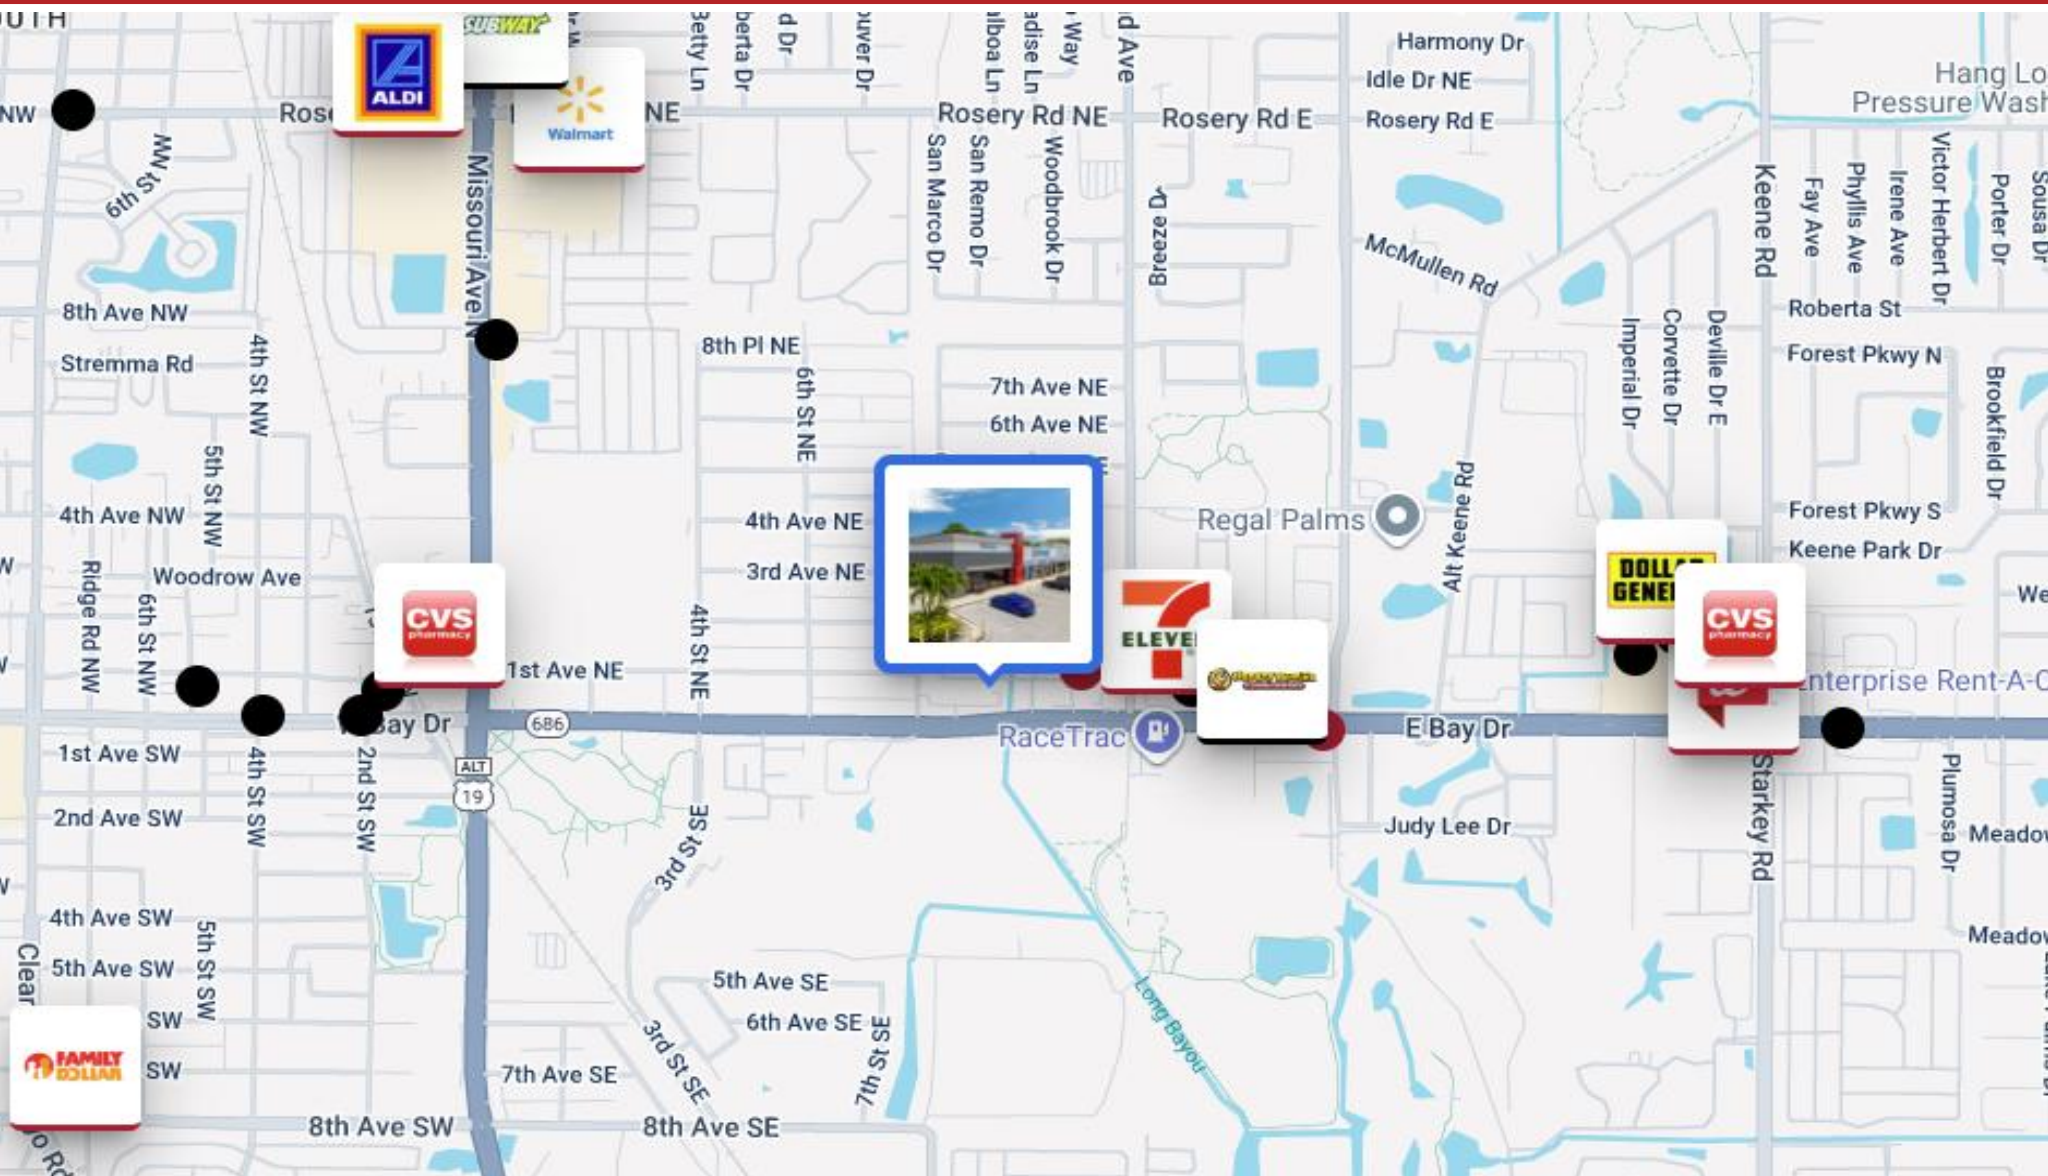 SUBWAY
Betty Ln
Harmony Dr
Idle Dr NE
Hang Lo
Pressure Wash
NW
ALDI
Walmart
NE
Rosery Rd NE
Rosery Rd E
Rosery Rd E
6th St NW
Missouri Ave N
San Marco Dr
San Remo Dr
Woodbrook Dr
Breeze Dr
McMullen Rd
Keene Rd
Fay Ave
Phyllis Ave
Irene Ave
Victor Herbert Dr
Porter Dr
Sousa Dr
8th Ave NW
Stremma Rd
4th St NW
8th Pl NE
6th St NE
7th Ave NE
6th Ave NE
Imperial Dr
Corvette Dr
Deville Dr E
Roberta St
Forest Pkwy N
Brookfield Dr
4th Ave NW
5th St NW
4th Ave NE
3rd Ave NE
Regal Palms
Alt Keene Rd
Forest Pkwy S
Keene Park Dr
Woodrow Ave
Ridge Rd NW
6th St NW
CVS
pharmacy
1st Ave NE
4th St NE
ELEVE
DOLLAR
GENE
CVS
pharmacy
Enterprise Rent-A-C
Bay Dr
686
RaceTrac
E Bay Dr
1st Ave SW
4th St SW
2nd St SW
ALT
19
2nd Ave SW
3rd St SE
Judy Lee Dr
Starkey Rd
Plumosa Dr
Meadow
4th Ave SW
5th Ave SW
5th St SW
Clear
SW
5th Ave SE
6th Ave SE
7th St SE
3rd St SE
Long Bayou
Meadow
FAMILY
DOLLAR
SW
7th Ave SE
8th Ave SW
8th Ave SE